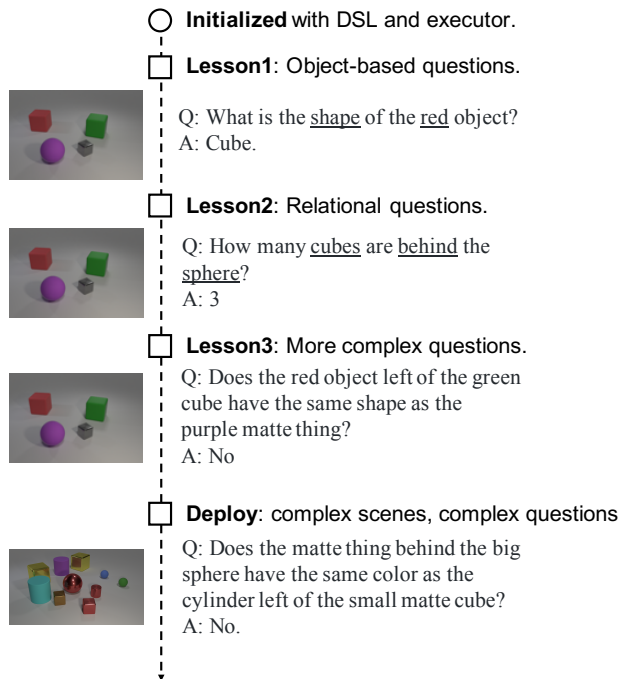 Initialized with DSL and executor.
Lesson1: Object-based questions.
Q: What is the shape of the red object?
A: Cube.
Lesson2: Relational questions.
Q: How many cubes are behind the
sphere?
A: 3
Lesson3: More complex questions.
Q: Does the red object left of the green
cube have the same shape as the
purple matte thing?
A: No
Deploy: complex scenes, complex questions
Q: Does the matte thing behind the big
sphere have the same color as the
cylinder left of the small matte cube?
A: No.